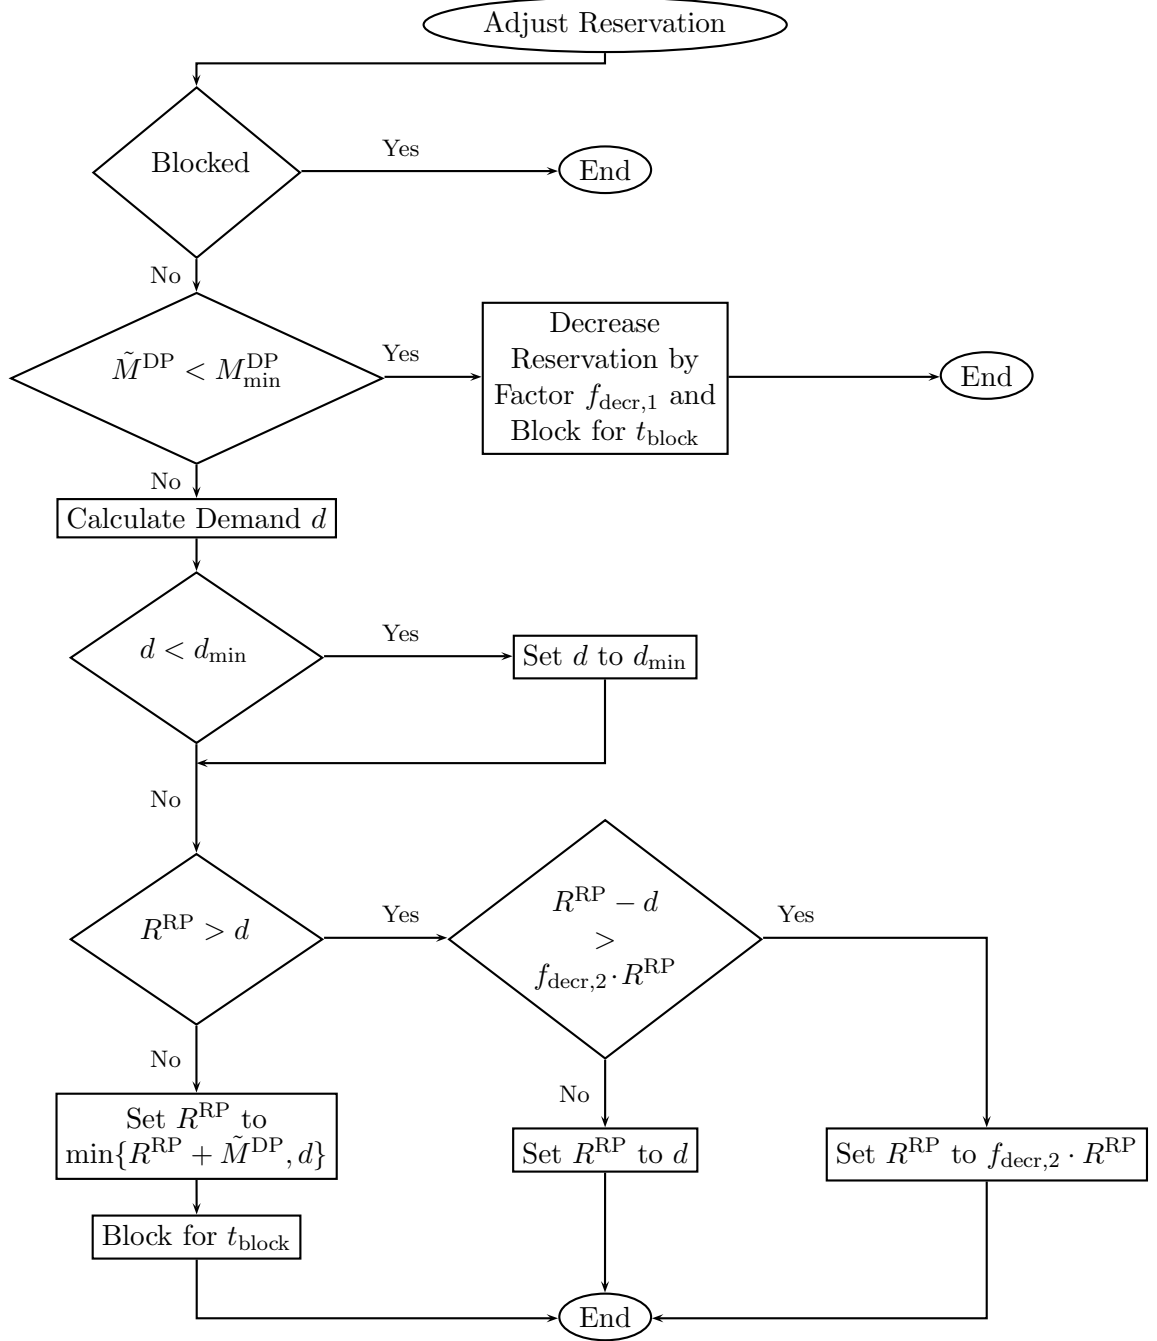 Adjust Reservation
Blocked
Yes
End
No
M̃^DP < M_min^DP
Yes
Decrease
Reservation by
Factor f_decr,1 and
Block for t_block
End
No
Calculate Demand d
d < d_min
Yes
Set d to d_min
No
R^RP > d
Yes
R^RP − d
>
f_decr,2 · R^RP
Yes
No
Set R^RP to
min{R^RP + M̃^DP, d}
No
Set R^RP to d
Set R^RP to f_decr,2 · R^RP
Block for t_block
End